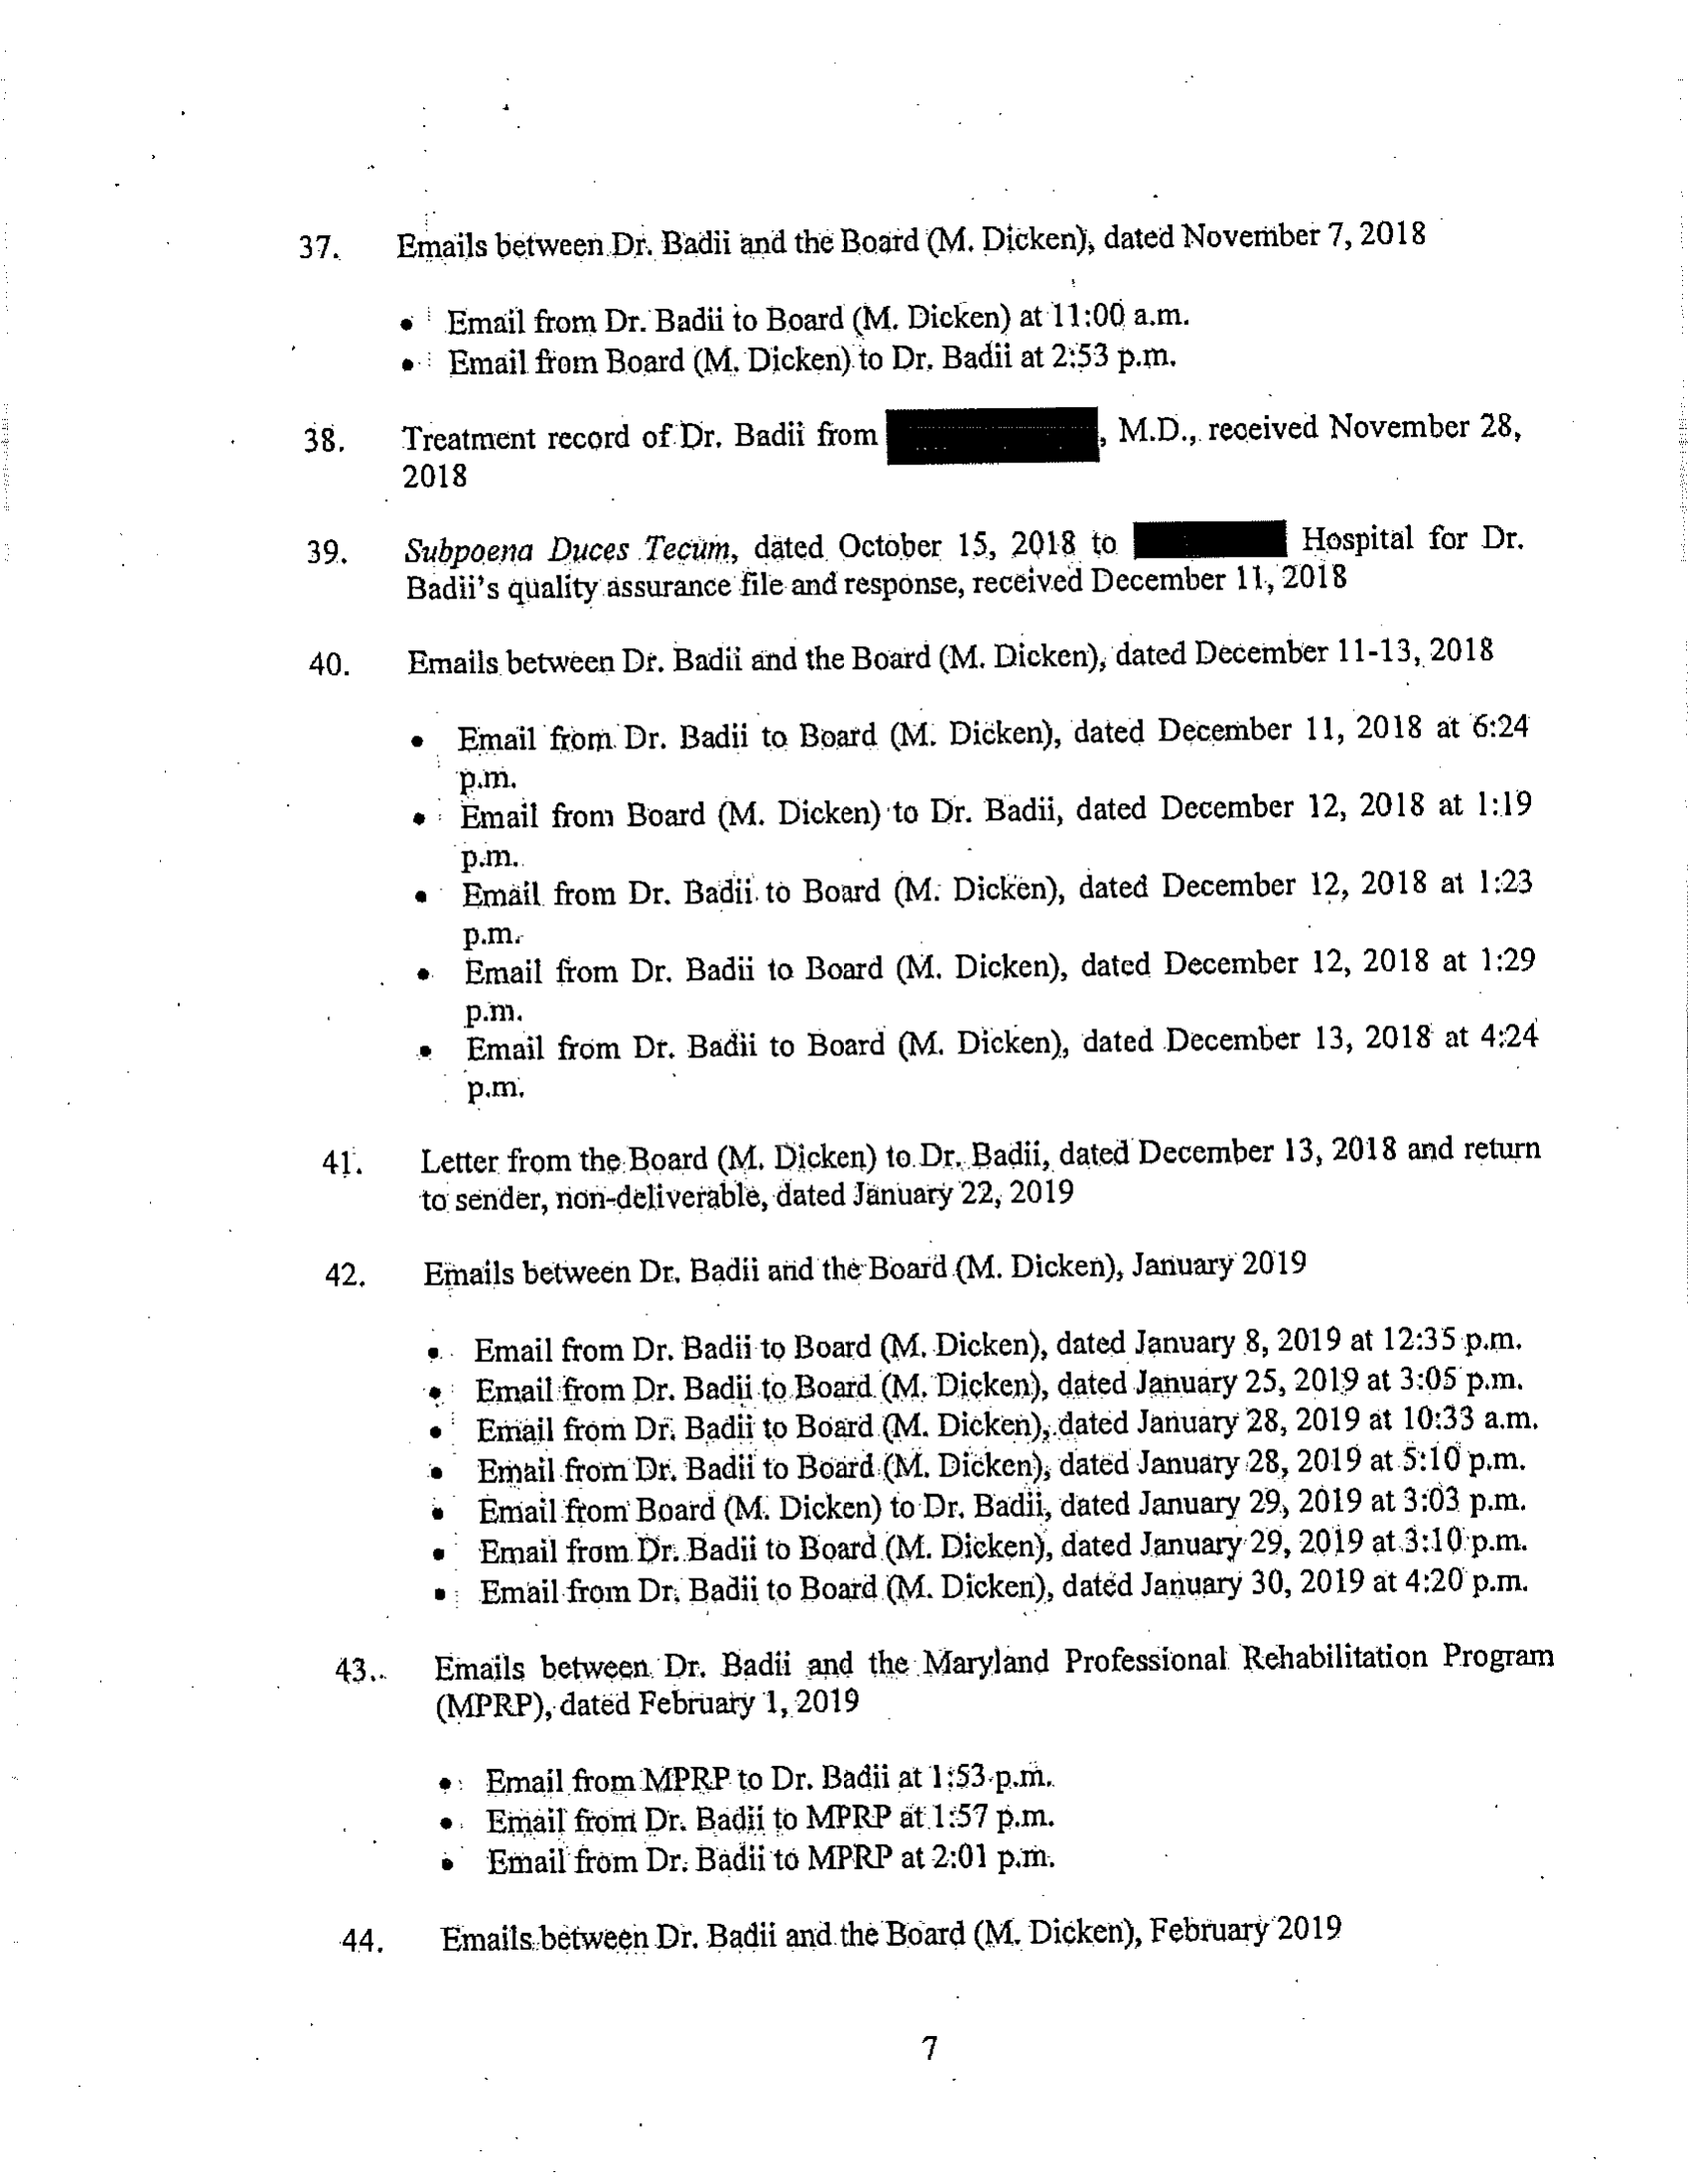 37. Emails between Dr. Badii and the Board (M. Dicken), dated November 7, 2018
• Email from Dr. Badii to Board (M. Dicken) at 11:00 a.m.
• Email from Board (M. Dicken) to Dr. Badii at 2:53 p.m.
38. Treatment record of Dr. Badii from , M.D., received November 28,
2018
39. Subpoena Duces Tecum, dated October 15, 2018 to Hospital for Dr.
Badii's quality assurance file and response, received December 11, 2018
40. Emails between Dr. Badii and the Board (M. Dicken), dated December 11-13, 2018
• Email from Dr. Badii to Board (M. Dicken), dated December 11, 2018 at 6:24
p.m.
• Email from Board (M. Dicken) to Dr. Badii, dated December 12, 2018 at 1:19
p.m.
• Email from Dr. Badii to Board (M. Dicken), dated December 12, 2018 at 1:23
p.m.
• Email from Dr. Badii to Board (M. Dicken), dated December 12, 2018 at 1:29
p.m.
• Email from Dr. Badii to Board (M. Dicken), dated December 13, 2018 at 4:24
p.m.
41. Letter from the Board (M. Dicken) to Dr. Badii, dated December 13, 2018 and return
to sender, non-deliverable, dated January 22, 2019
42. Emails between Dr. Badii and the Board (M. Dicken), January 2019
• Email from Dr. Badii to Board (M. Dicken), dated January 8, 2019 at 12:35 p.m.
• Email from Dr. Badii to Board (M. Dicken), dated January 25, 2019 at 3:05 p.m.
• Email from Dr. Badii to Board (M. Dicken), dated January 28, 2019 at 10:33 a.m.
• Email from Dr. Badii to Board (M. Dicken), dated January 28, 2019 at 5:10 p.m.
• Email from Board (M. Dicken) to Dr. Badii, dated January 29, 2019 at 3:03 p.m.
• Email from Dr. Badii to Board (M. Dicken), dated January 29, 2019 at 3:10 p.m.
• Email from Dr. Badii to Board (M. Dicken), dated January 30, 2019 at 4:20 p.m.
43. Emails between Dr. Badii and the Maryland Professional Rehabilitation Program
(MPRP), dated February 1, 2019
• Email from MPRP to Dr. Badii at 1:53 p.m.
• Email from Dr. Badii to MPRP at 1:57 p.m.
• Email from Dr. Badii to MPRP at 2:01 p.m.
44. Emails between Dr. Badii and the Board (M. Dicken), February 2019
7